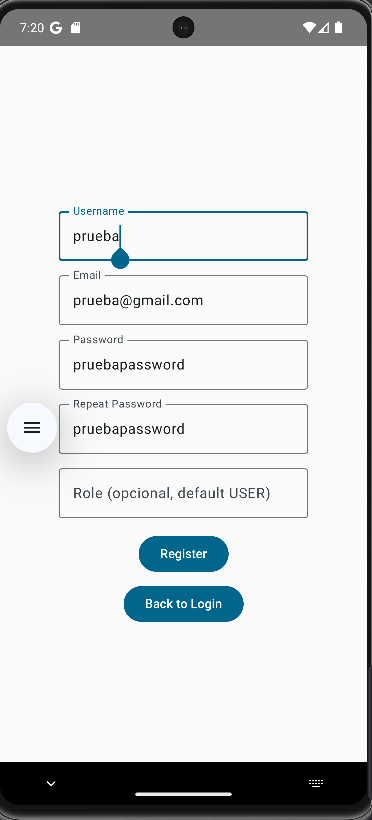 7:20
Username
prueba
Email
prueba@gmail.com
Password
pruebapassword
Repeat Password
pruebapassword
Role (opcional, default USER)
Register
Back to Login